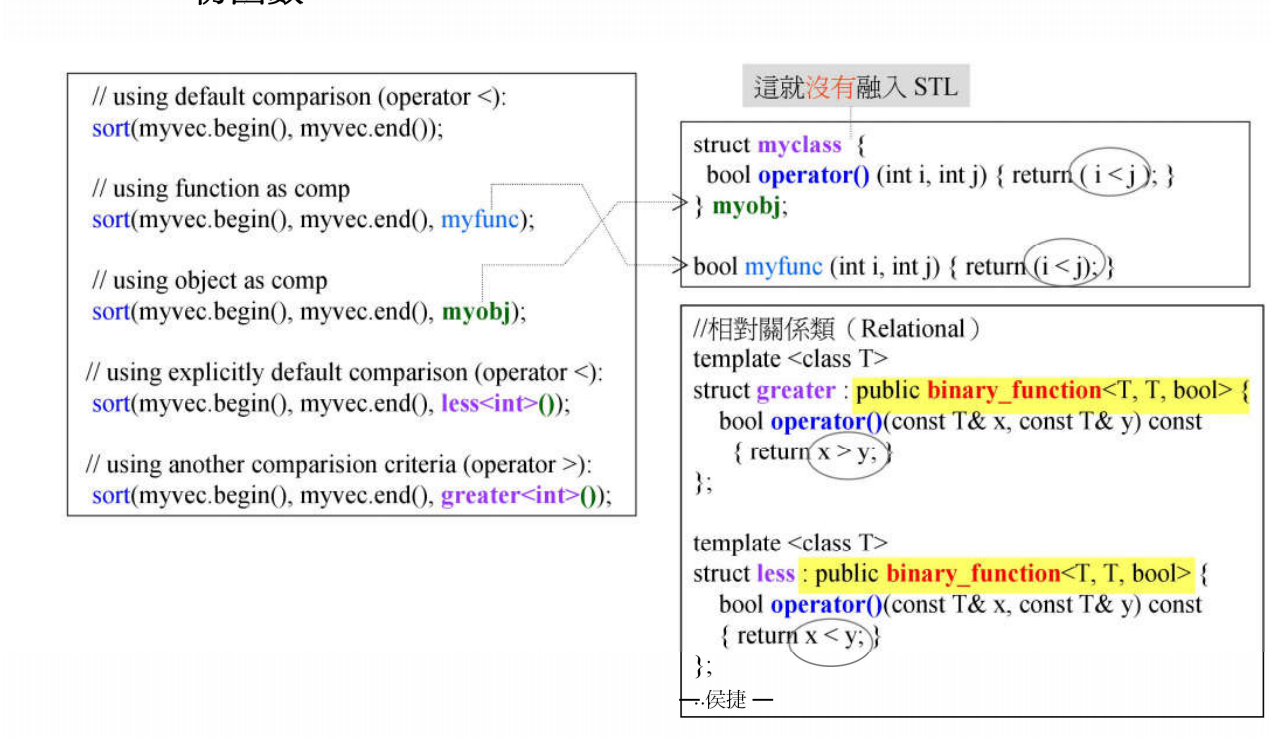 // using default comparison (operator <):
sort(myvec.begin(), myvec.end());
// using function as comp
sort(myvec.begin(), myvec.end(), myfunc);
// using object as comp
sort(myvec.begin(), myvec.end(), myobj);
// using explicitly default comparison (operator <):
sort(myvec.begin(), myvec.end(), less<int>());
// using another comparision criteria (operator >):
sort(myvec.begin(), myvec.end(), greater<int>());
這就沒有融入 STL
struct myclass {
bool operator() (int i, int j) { return ( i < j ); }
} myobj;
bool myfunc (int i, int j) { return (i < j); }
//相對關係類（Relational）
template <class T>
struct greater : public binary_function<T, T, bool> {
bool operator()(const T& x, const T& y) const
{ return x > y; }
};
template <class T>
struct less : public binary_function<T, T, bool> {
bool operator()(const T& x, const T& y) const
{ return x < y; }
};
—..侯捷 —